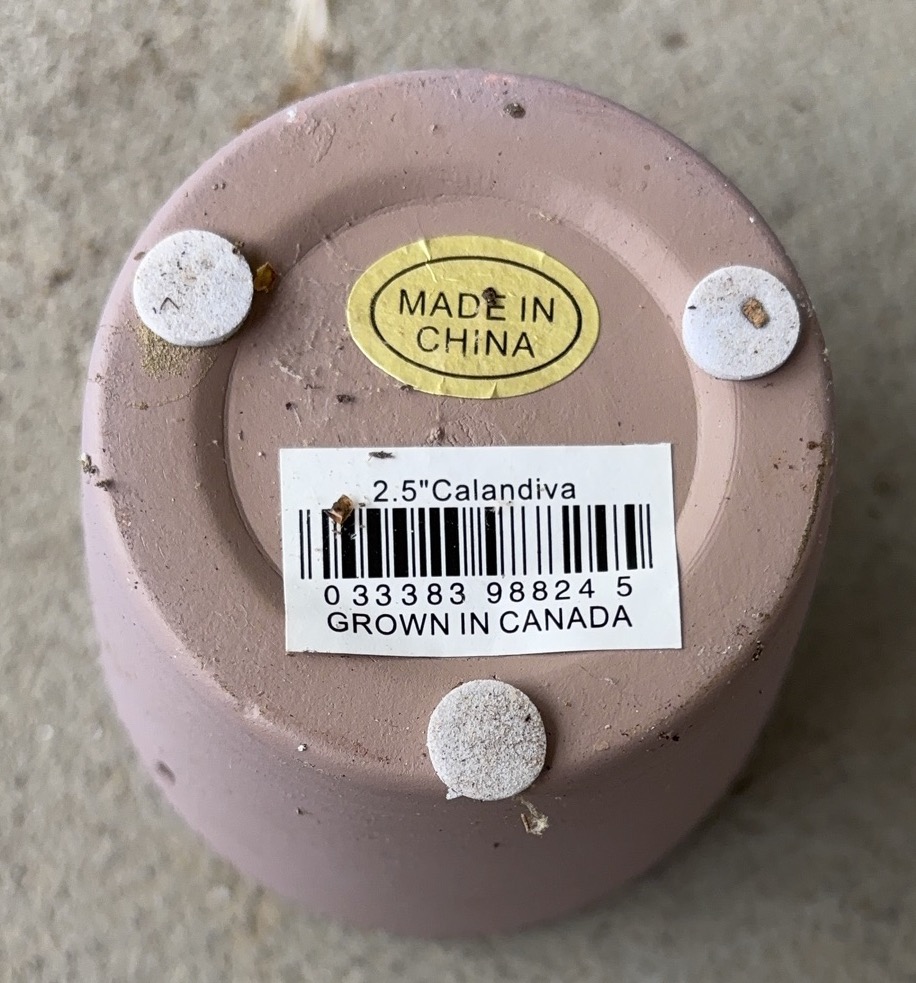 MADE IN
CHINA
2.5"Calandiva
0 33383 98824 5
GROWN IN CANADA